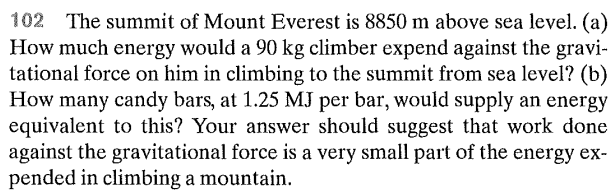 102 The summit of Mount Everest is 8850 m above sea level. (a)
How much energy would a 90 kg climber expend against the gravi-
tational force on him in climbing to the summit from sea level? (b)
How many candy bars, at 1.25 MJ per bar, would supply an energy
equivalent to this? Your answer should suggest that work done
against the gravitational force is a very small part of the energy ex-
pended in climbing a mountain.